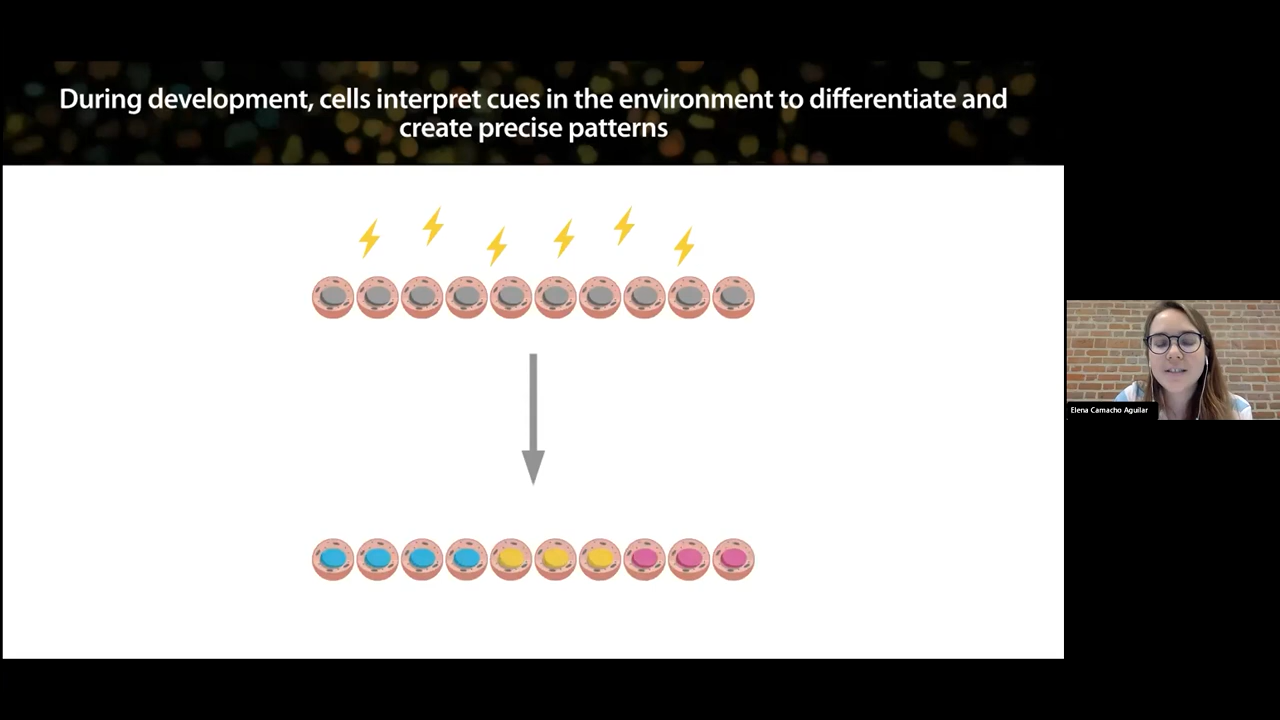 During development, cells interpret cues in the environment to differentiate and
create precise patterns
Elena Camacho Aguilar